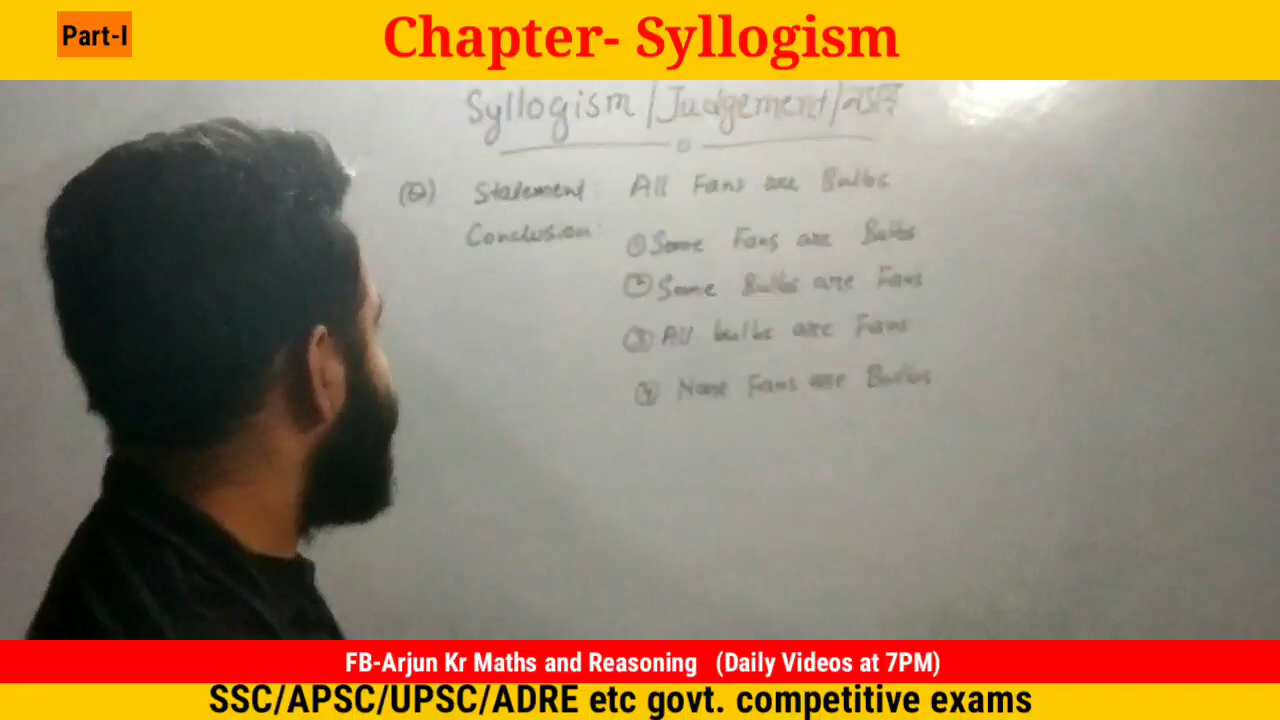 Part-I
Chapter- Syllogism
Syllogism/Judgement/
(Q) Statement: All Fans are Bulbs
Conclusion: ① Some Fans are Bulbs
② Some Bulbs are Fans
③ All bulbs are Fans
④ None Fans are Bulbs
FB-Arjun Kr Maths and Reasoning (Daily Videos at 7PM)
SSC/APSC/UPSC/ADRE etc govt. competitive exams